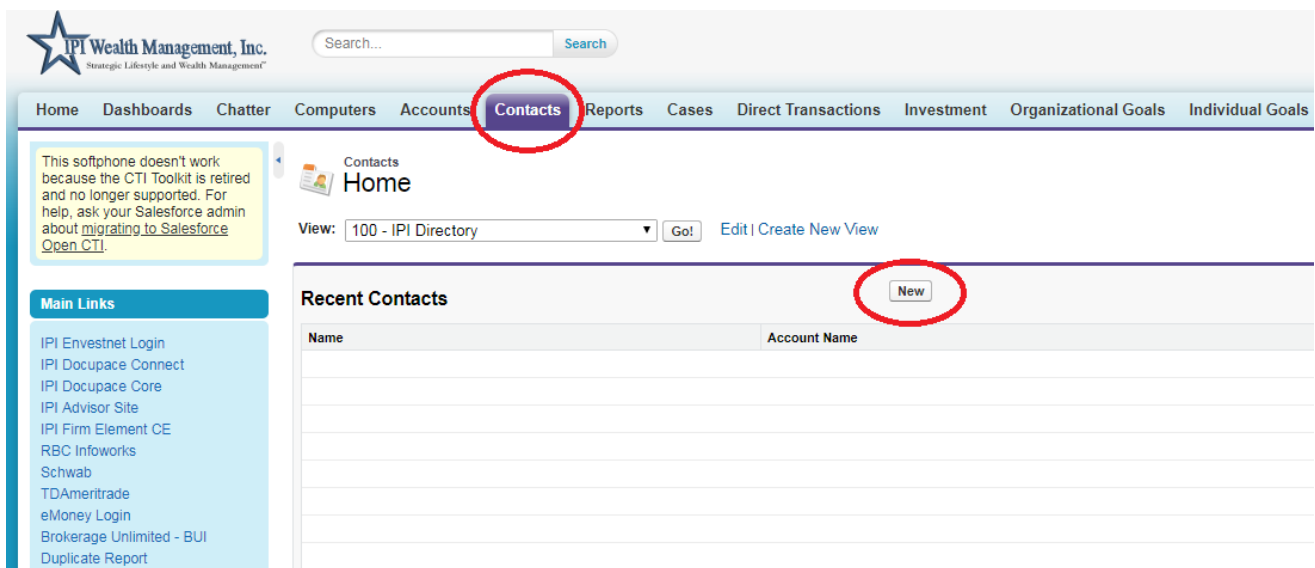 IPI Wealth Management, Inc.
Strategic Lifestyle and Wealth Management"
Search... Search
Home Dashboards Chatter Computers Accounts Contacts Reports Cases Direct Transactions Investment Organizational Goals Individual Goals
This softphone doesn't work
because the CTI Toolkit is retired
and no longer supported. For
help, ask your Salesforce admin
about migrating to Salesforce
Open CTI.
Contacts
Home
View: 100 - IPI Directory Go! Edit | Create New View
Main Links
IPI Envestnet Login
IPI Docupace Connect
IPI Docupace Core
IPI Advisor Site
IPI Firm Element CE
RBC Infoworks
Schwab
TDAmeritrade
eMoney Login
Brokerage Unlimited - BUI
Duplicate Report
Recent Contacts New
Name Account Name